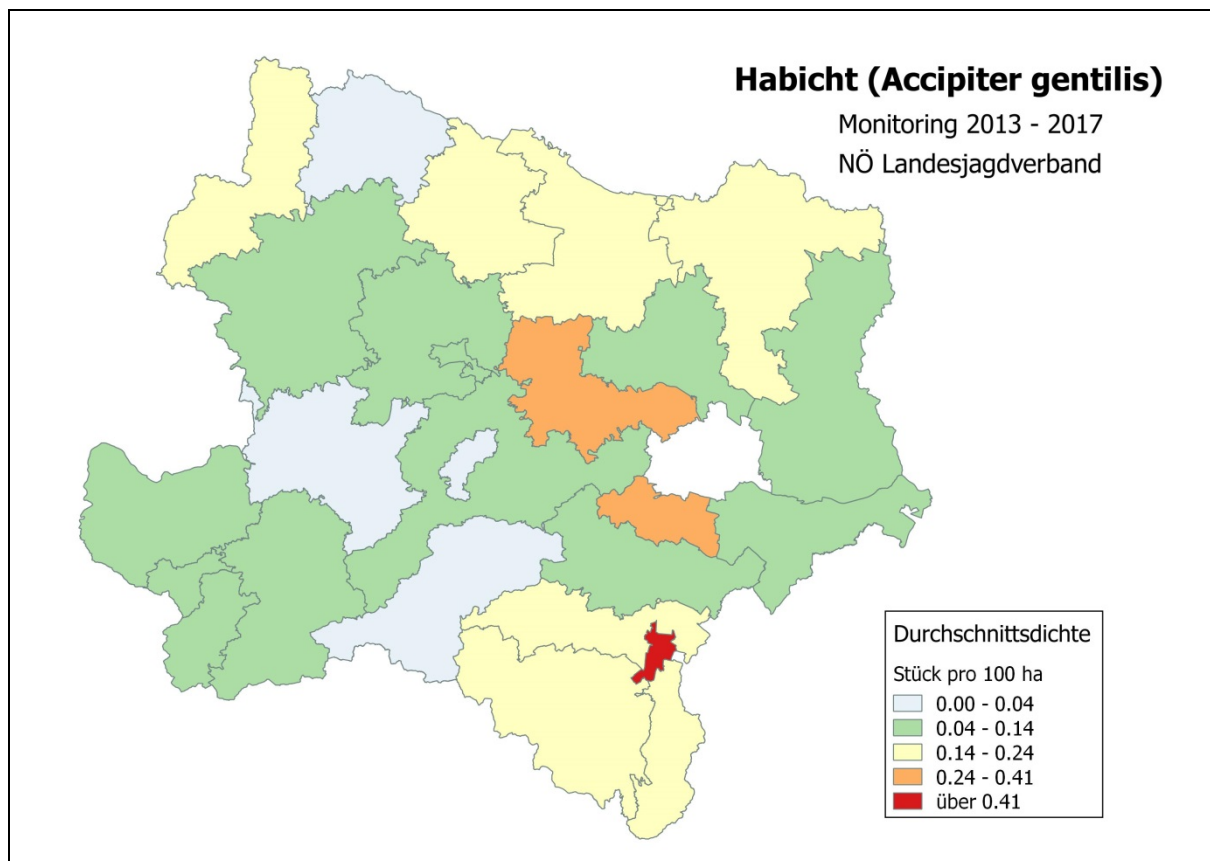 Habicht (Accipiter gentilis)
Monitoring 2013 - 2017
NÖ Landesjagdverband
Durchschnittsdichte
Stück pro 100 ha
0.00 - 0.04
0.04 - 0.14
0.14 - 0.24
0.24 - 0.41
über 0.41